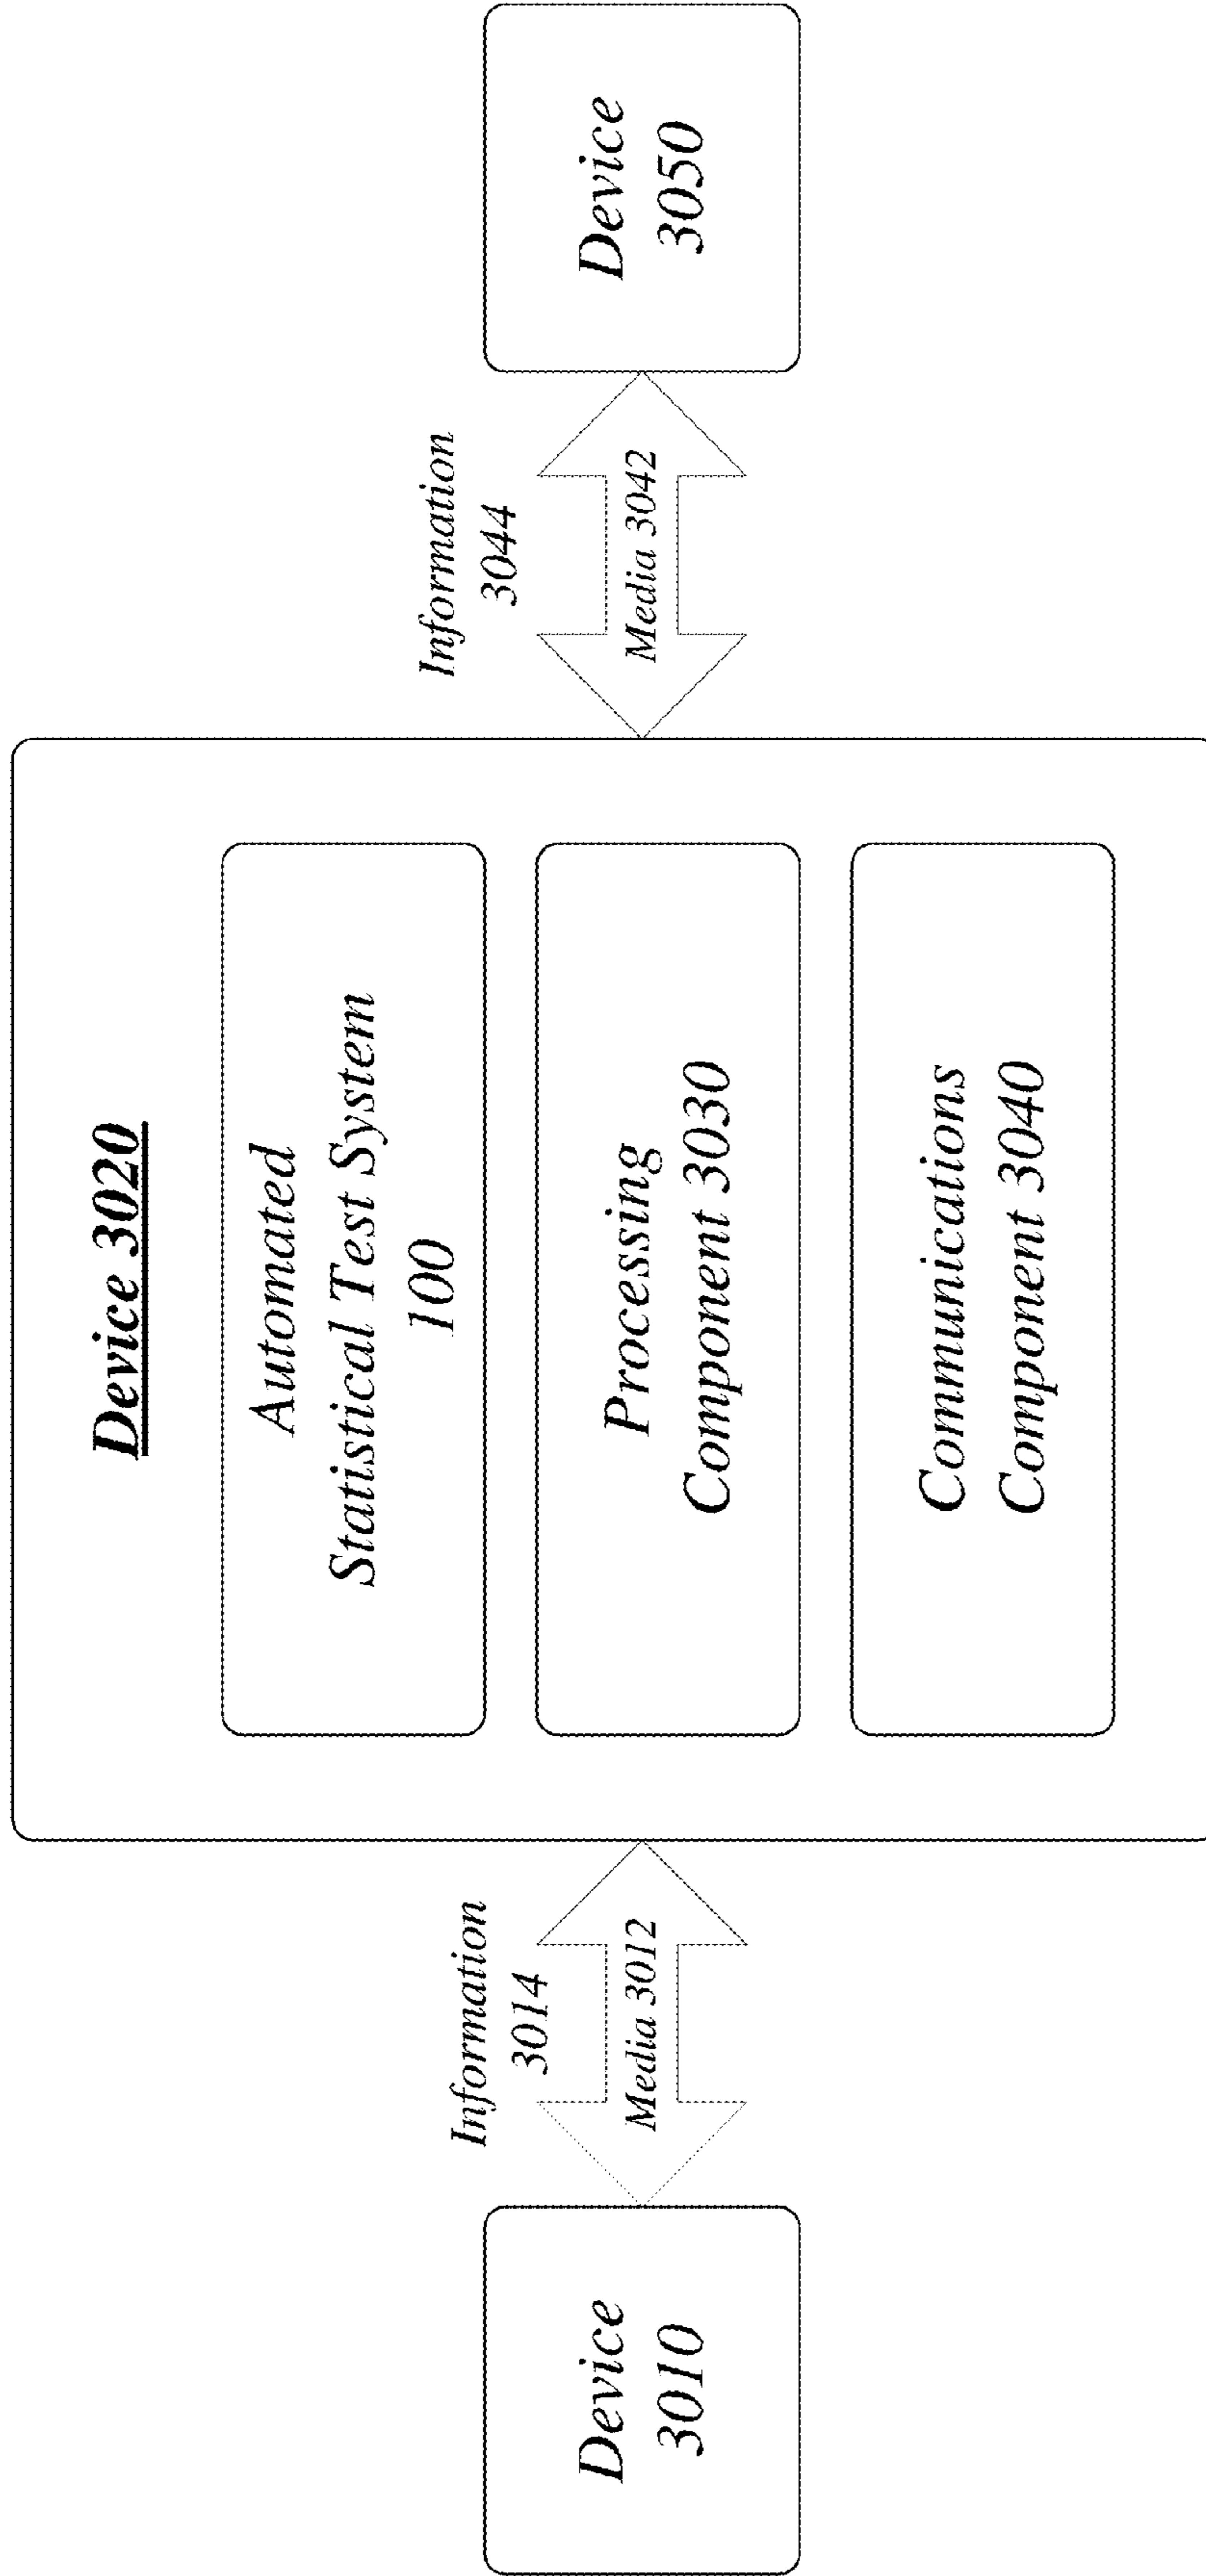 Device 3020
Automated
Statistical Test System
100
Processing
Component 3030
Communications
Component 3040
Device
3010
Information
3014
Media 3012
Information
3044
Media 3042
Device
3050